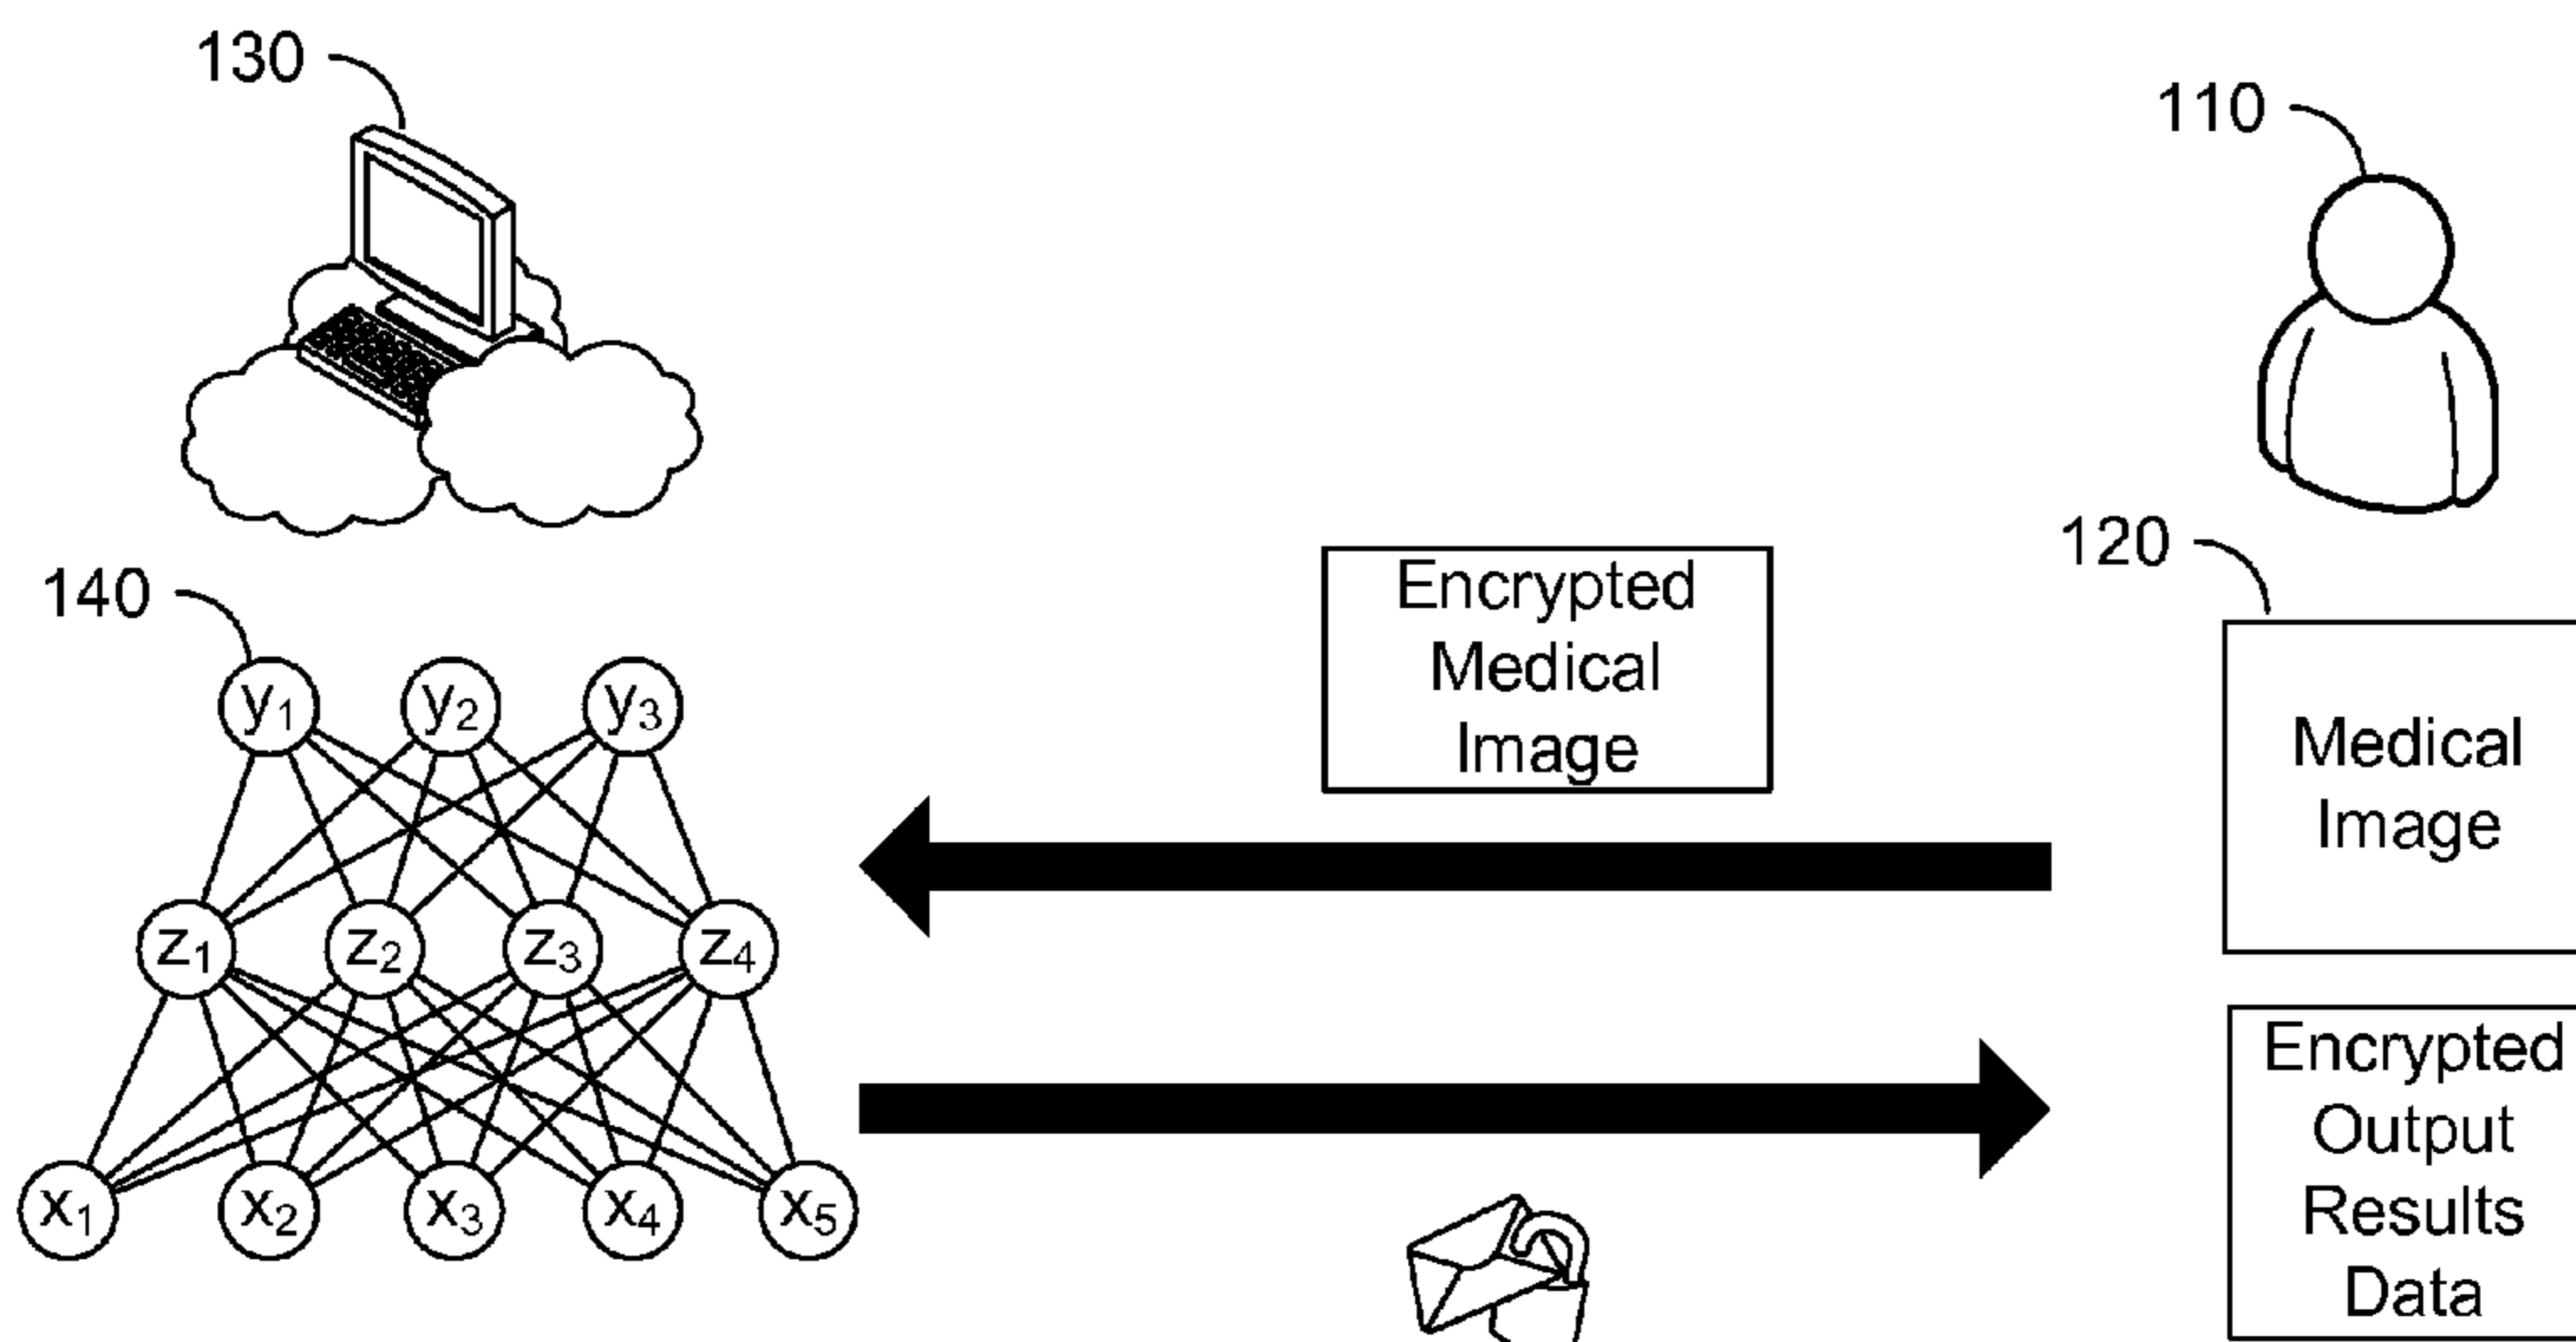 130
110
120
140
Encrypted
Medical
Image
Medical
Image
y1
y2
y3
z1
z2
z3
z4
x1
x2
x3
x4
x5
Encrypted
Output
Results
Data